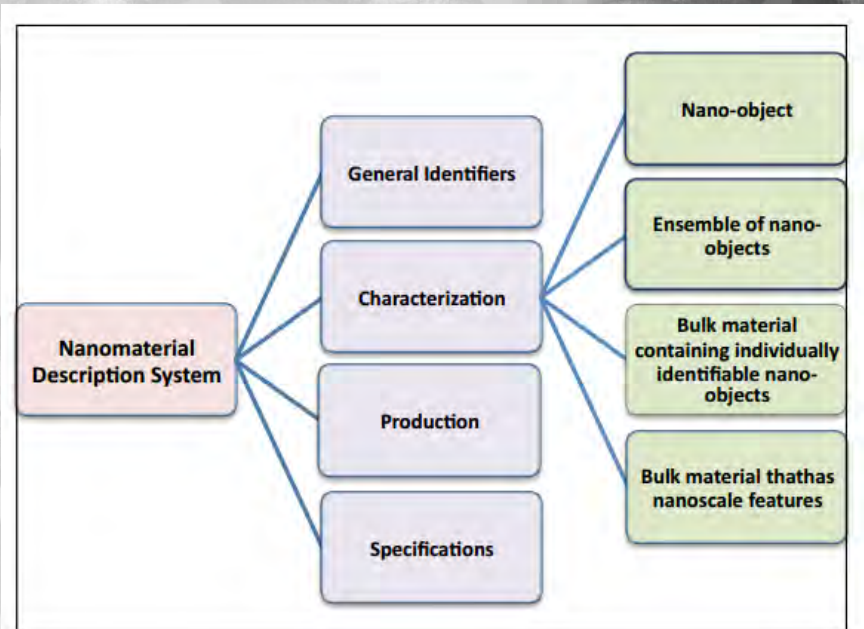 Nanomaterial
Description System
General Identifiers
Characterization
Production
Specifications
Nano-object
Ensemble of nano-
objects
Bulk material
containing individually
identifiable nano-
objects
Bulk material thathas
nanoscale features